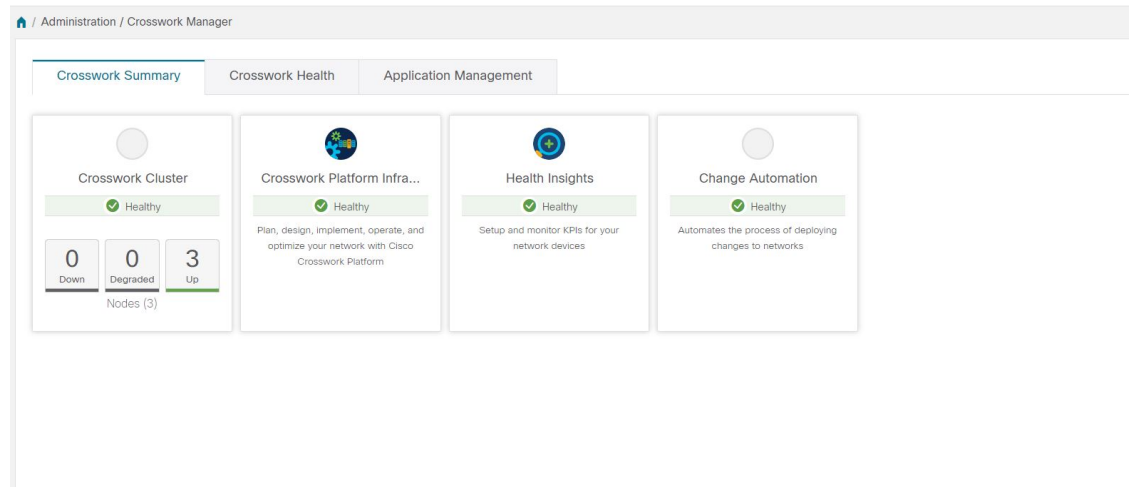 / Administration / Crosswork Manager
Crosswork Summary
Crosswork Health
Application Management
Crosswork Cluster
Healthy
0
Down
0
Degraded
3
Up
Nodes (3)
Crosswork Platform Infra...
Healthy
Plan, design, implement, operate, and
optimize your network with Cisco
Crosswork Platform
Health Insights
Healthy
Setup and monitor KPIs for your
network devices
Change Automation
Healthy
Automates the process of deploying
changes to networks